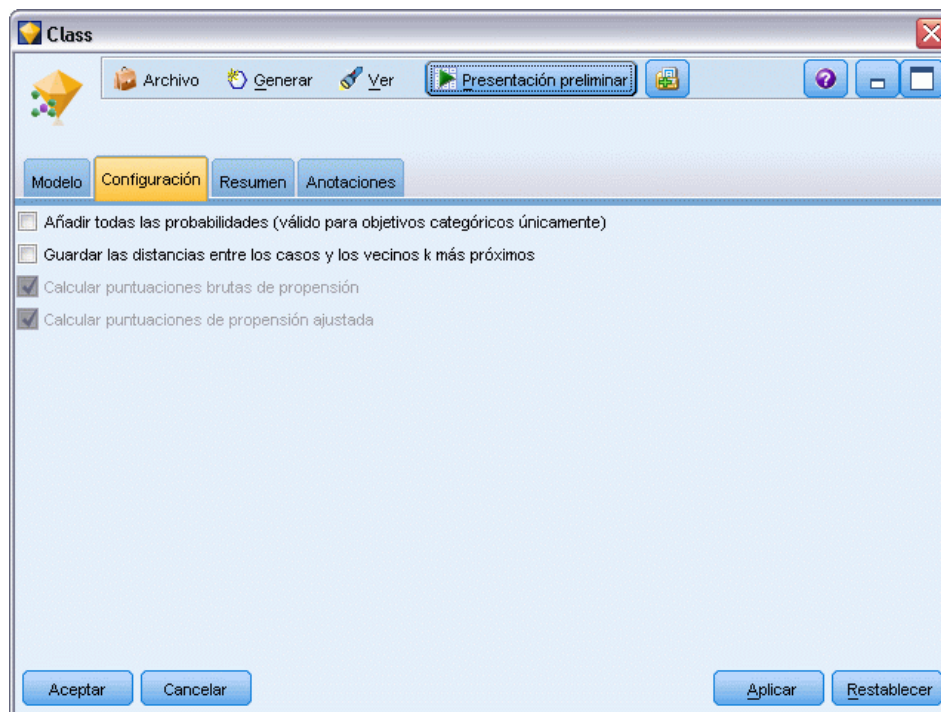 Class
Archivo Generar Ver Presentación preliminar
Modelo Configuración Resumen Anotaciones
Añadir todas las probabilidades (válido para objetivos categóricos únicamente)
Guardar las distancias entre los casos y los vecinos k más próximos
Calcular puntuaciones brutas de propensión
Calcular puntuaciones de propensión ajustada
Aceptar Cancelar Aplicar Restablecer